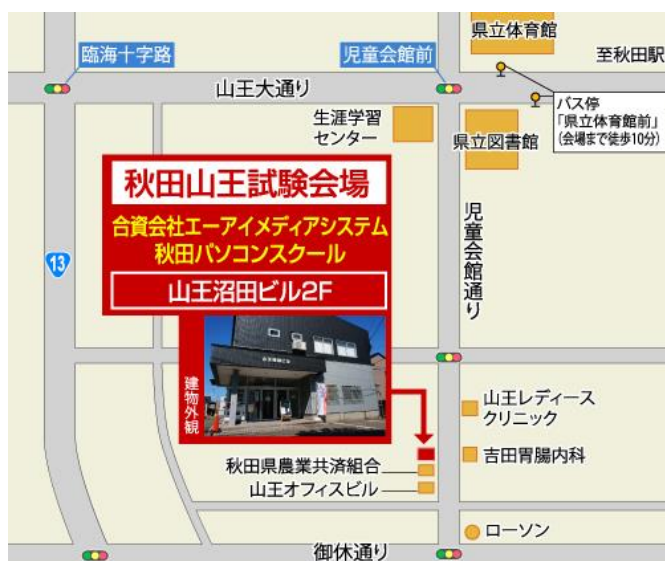 県立体育館
至秋田駅
臨海十字路
児童会館前
山王大通り
バス停
「県立体育館前」
(会場まで徒歩10分)
生涯学習
センター
県立図書館
秋田山王試験会場
合資会社エーアイメディアシステム
秋田パソコンスクール
山王沼田ビル2F
児童会館通り
13
建物外観
山王レディース
クリニック
秋田県農業共済組合
吉田胃腸内科
山王オフィスビル
ローソン
御休通り